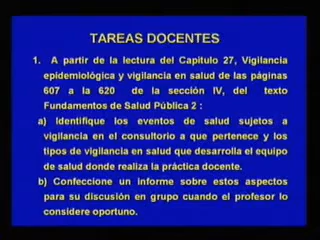 TAREAS DOCENTES
1. A partir de la lectura del Capitulo 27, Vigilancia
epidemiológica y vigilancia en salud de las páginas
607 a la 620 de la sección IV, del texto
Fundamentos de Salud Pública 2 :
a) Identifique los eventos de salud sujetos a
vigilancia en el consultorio a que pertenece y los
tipos de vigilancia en salud que desarrolla el equipo
de salud donde realiza la práctica docente.
b) Confeccione un informe sobre estos aspectos
para su discusión en grupo cuando el profesor lo
considere oportuno.